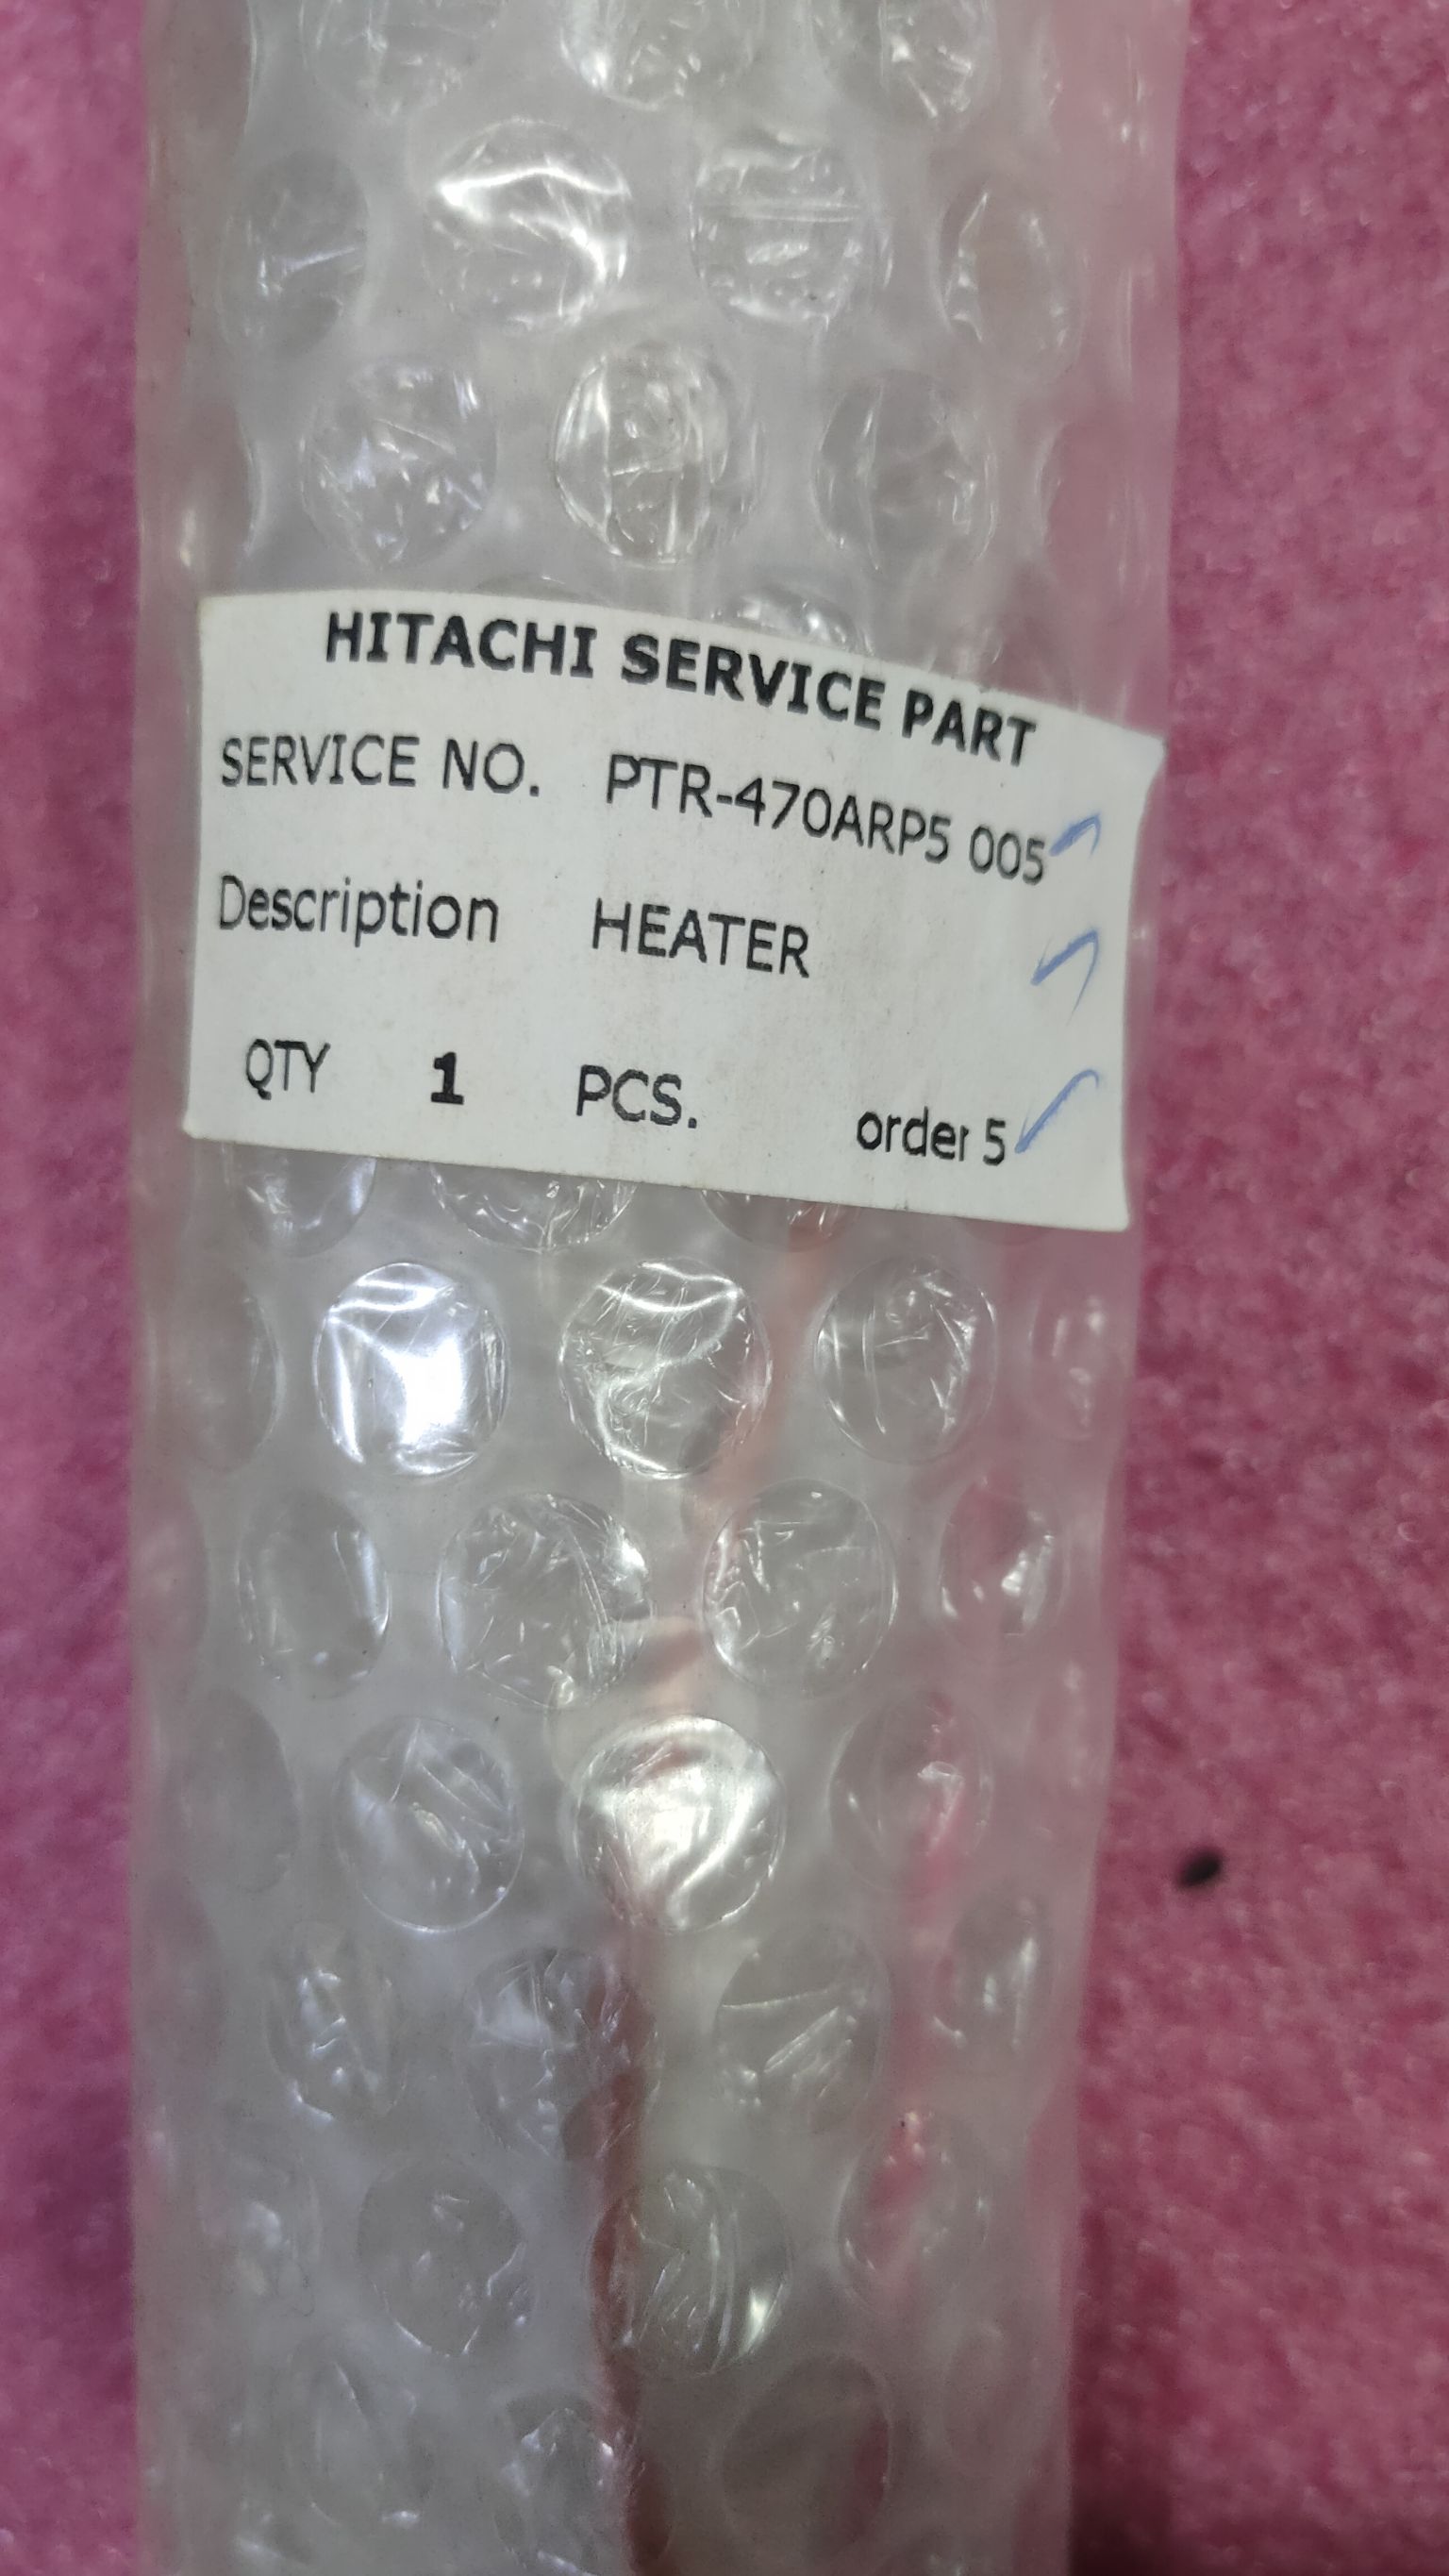 HITACHI SERVICE PART
SERVICE NO. PTR-470ARP5 005
Description HEATER
QTY 1 PCS. order 5